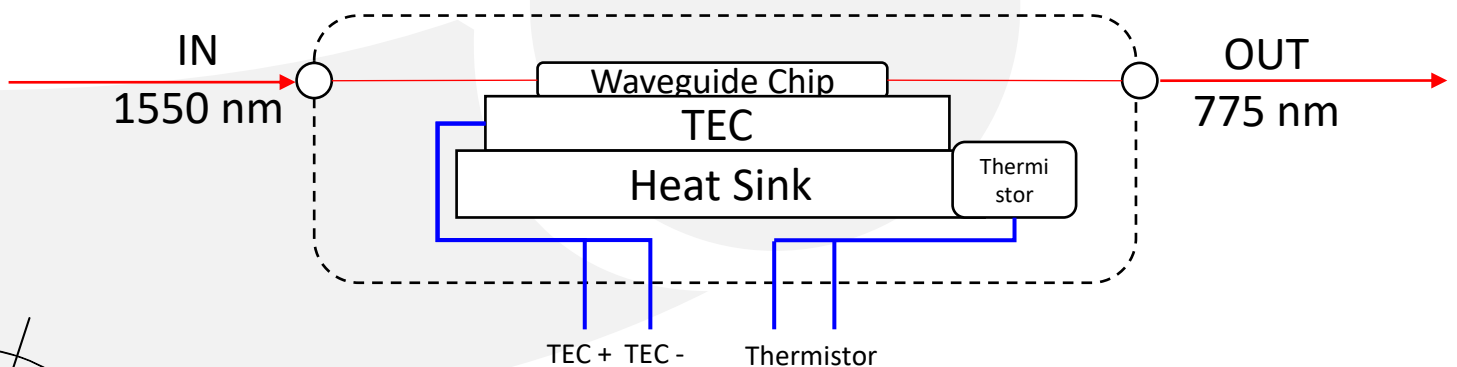 IN
1550 nm
Waveguide Chip
TEC
Heat Sink
Thermi
stor
OUT
775 nm
TEC + TEC -
Thermistor